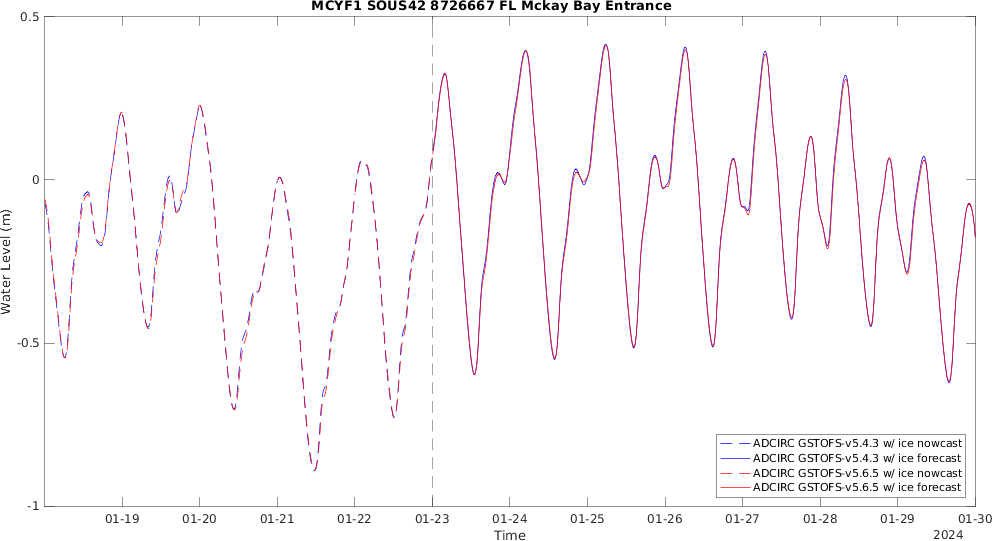 MCYF1 SOUS42 8726667 FL Mckay Bay Entrance
0.5
0
-0.5
-1
Water Level (m)
ADCIRC GSTOFS-v5.4.3 w/ ice nowcast
ADCIRC GSTOFS-v5.4.3 w/ ice forecast
ADCIRC GSTOFS-v5.6.5 w/ ice nowcast
ADCIRC GSTOFS-v5.6.5 w/ ice forecast
01-19 01-20 01-21 01-22 01-23 01-24 01-25 01-26 01-27 01-28 01-29 01-30
Time
2024